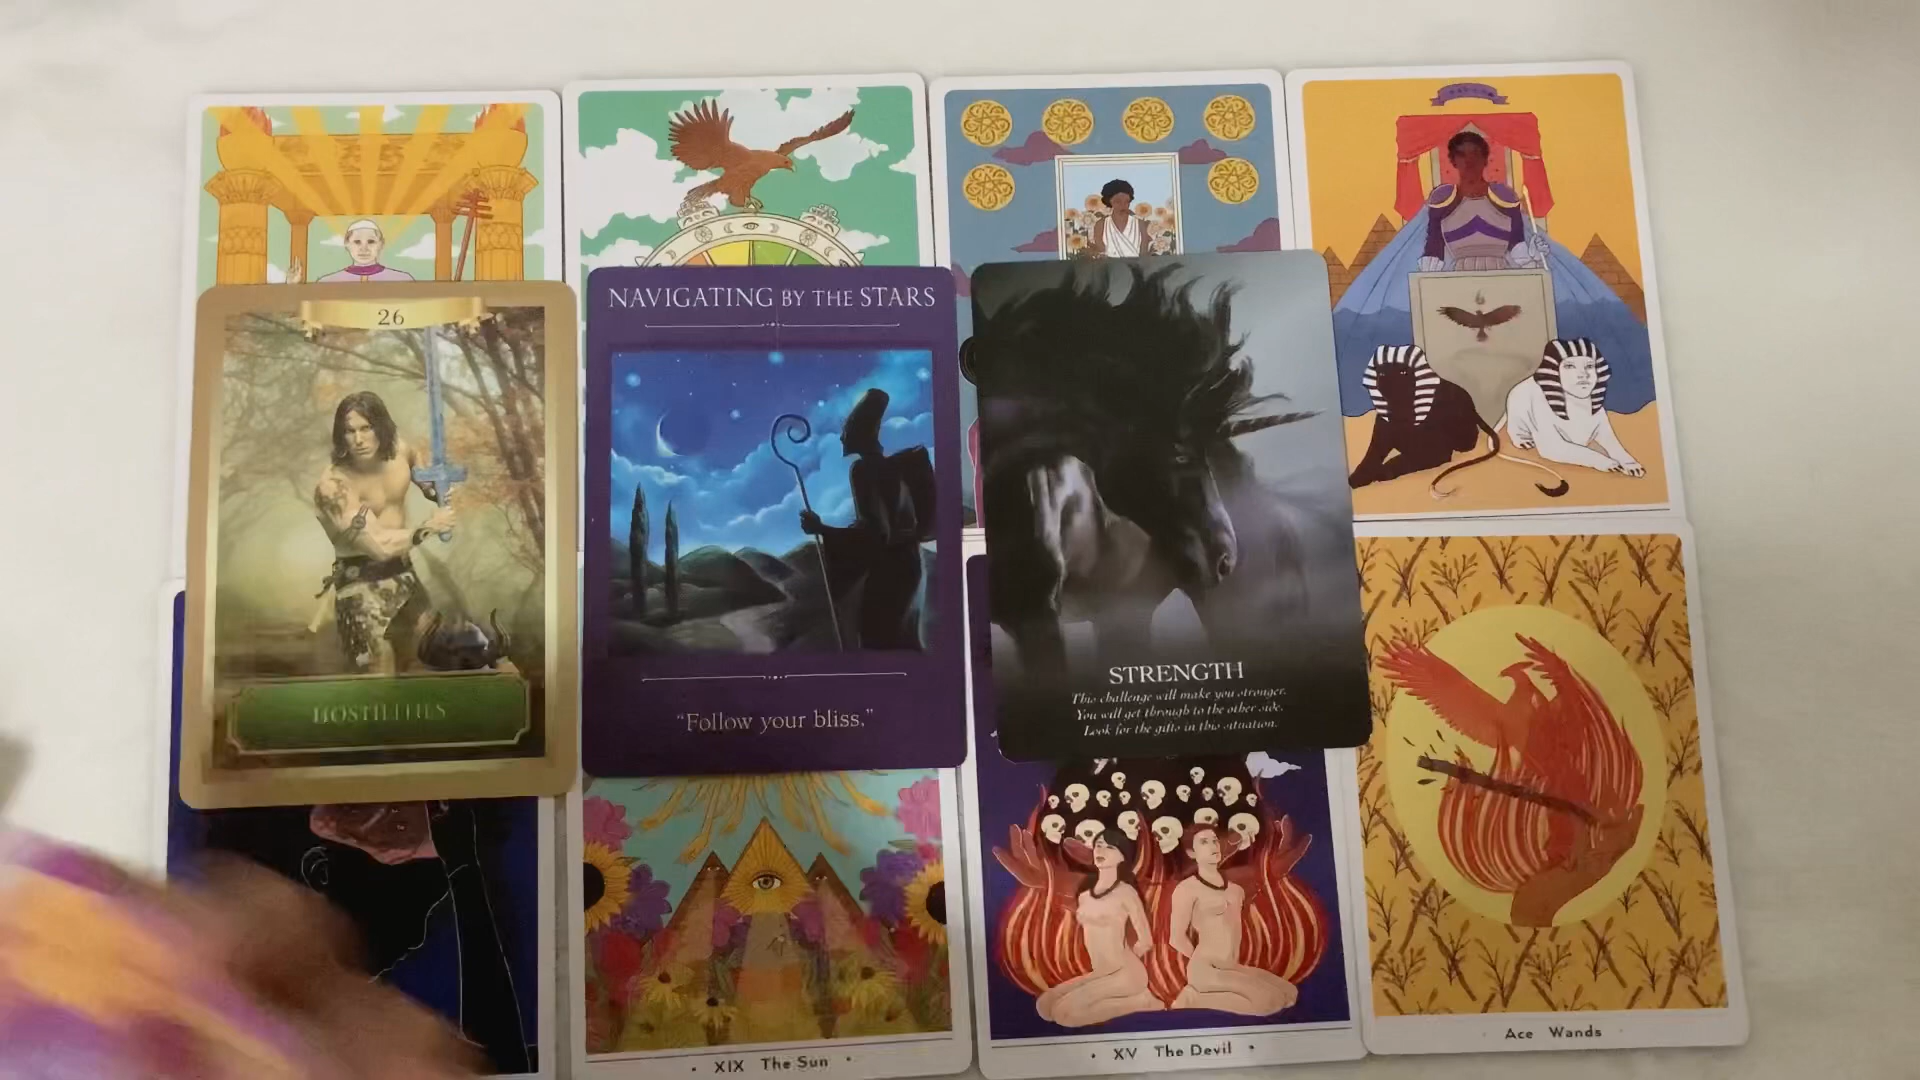 26
HOSTILITIES
NAVIGATING BY THE STARS
"Follow your bliss."
STRENGTH
This challenge will make you stronger.
You will get through to the other side.
Look for the gifts in this situation.
· XIX The Sun ·
· XV The Devil ·
· Ace Wands ·